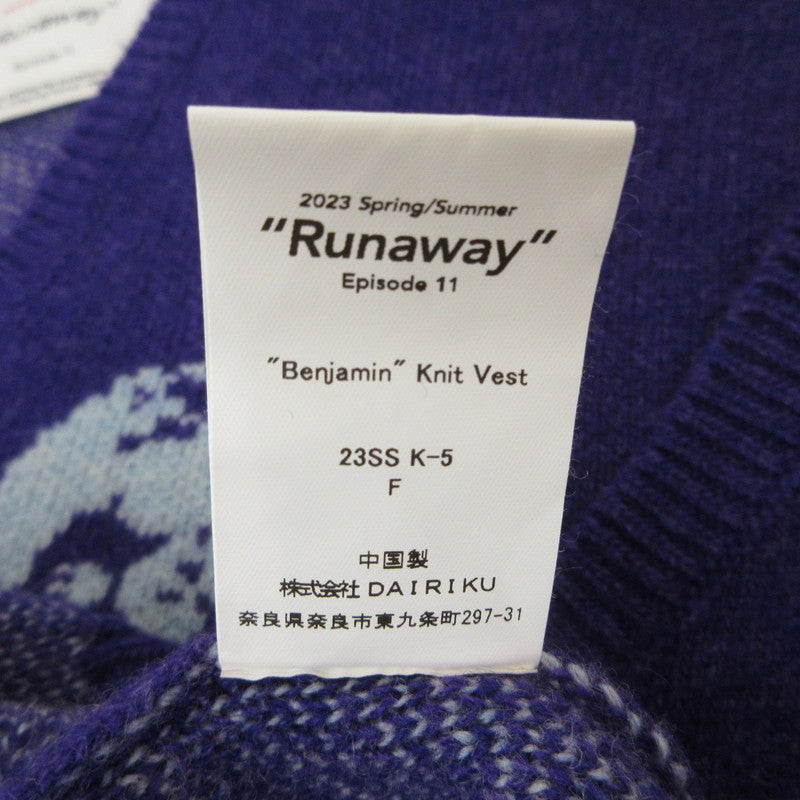 2023 Spring/Summer
"Runaway"
Episode 11
"Benjamin" Knit Vest
23SS K-5
F
中国製
株式会社 DAIRIKU
奈良県奈良市東九条町297-31